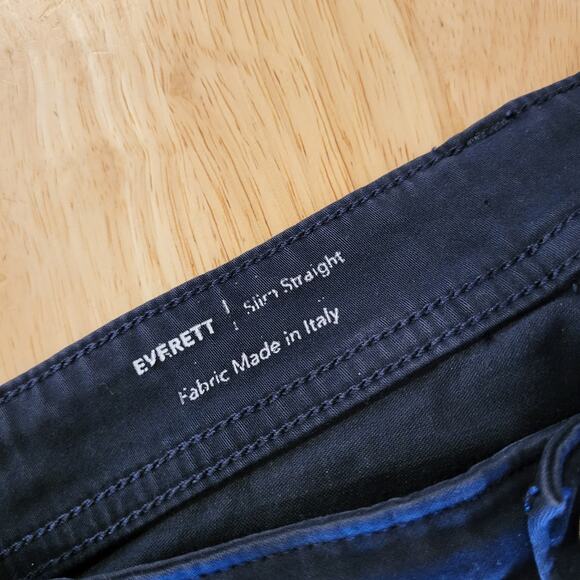 EVERETT | Slim Straight
Fabric Made in Italy